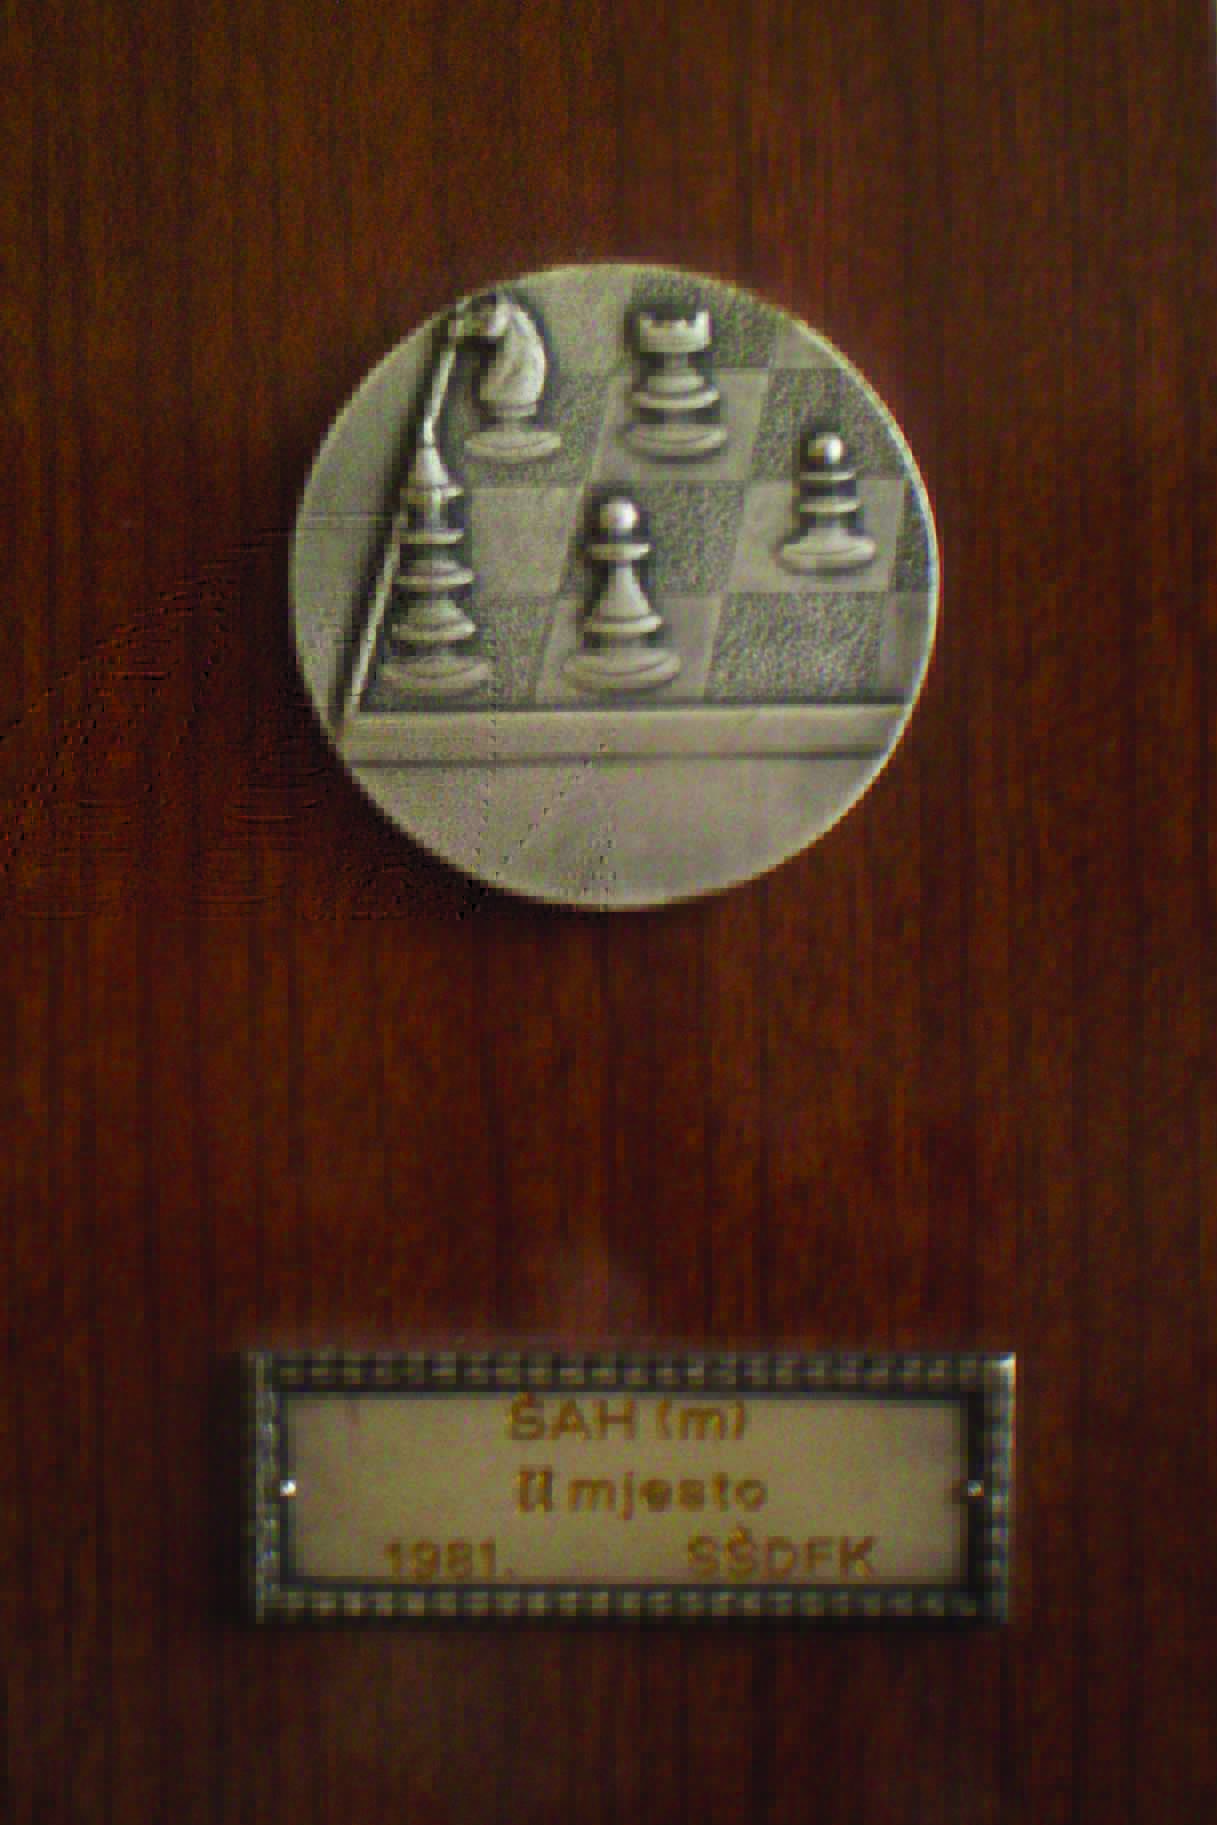 ŠAH (m)
II mjesto
1981. SŠDFK